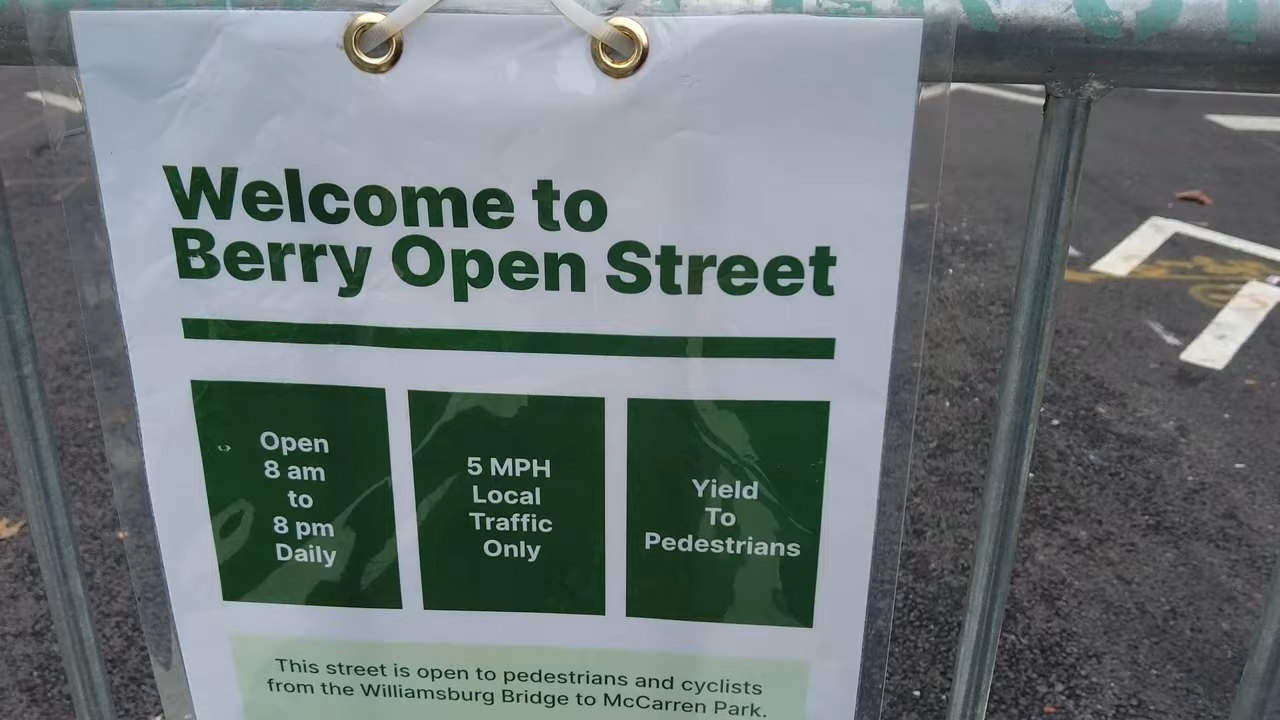 Welcome to
Berry Open Street
Open
8 am
to
8 pm
Daily
5 MPH
Local
Traffic
Only
Yield
To
Pedestrians
This street is open to pedestrians and cyclists
from the Williamsburg Bridge to McCarren Park.